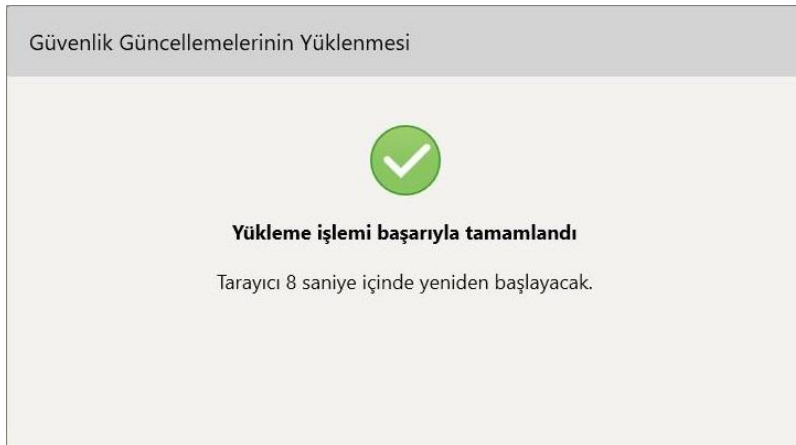 Güvenlik Güncellemelerinin Yüklenmesi
Yükleme işlemi başarıyla tamamlandı
Tarayıcı 8 saniye içinde yeniden başlayacak.